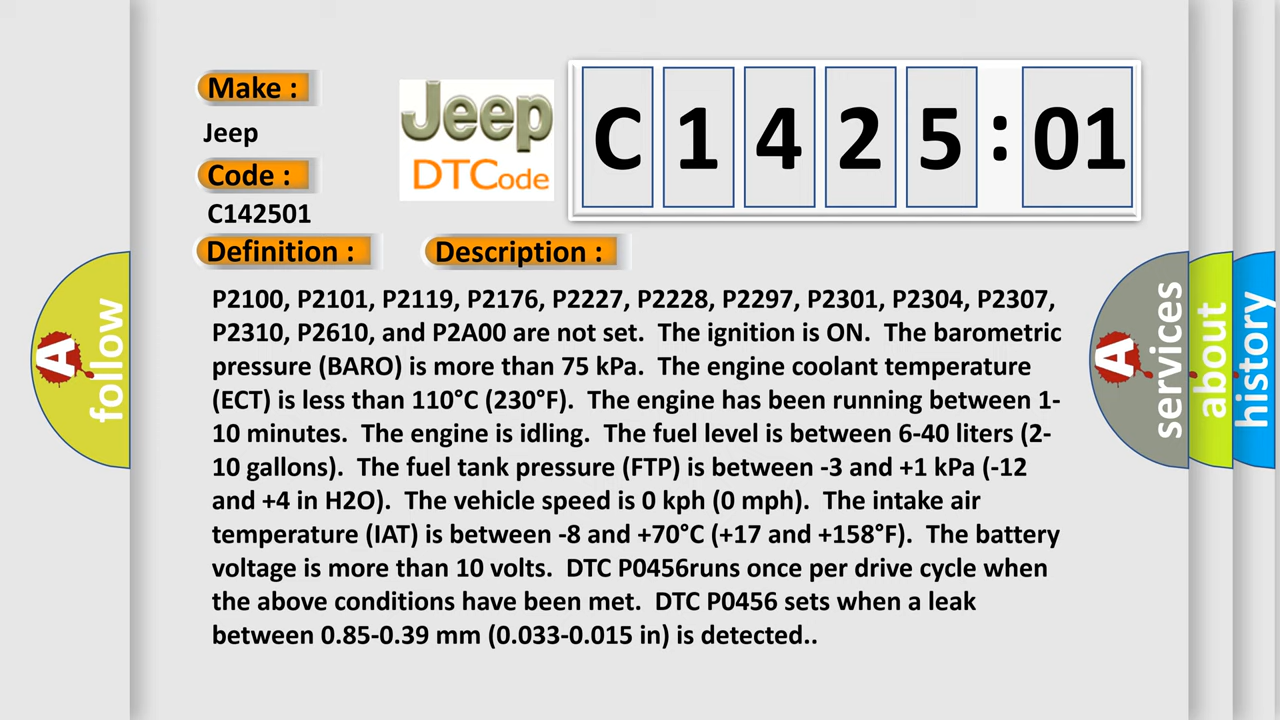 Make :
Jeep
Code :
C142501
Jeep
DTCode
C1425:01
Definition :
Description :
P2100, P2101, P2119, P2176, P2227, P2228, P2297, P2301, P2304, P2307,
P2310, P2610, and P2A00 are not set. The ignition is ON. The barometric
pressure (BARO) is more than 75 kPa. The engine coolant temperature
(ECT) is less than 110°C (230°F). The engine has been running between 1-
10 minutes. The engine is idling. The fuel level is between 6-40 liters (2-
10 gallons). The fuel tank pressure (FTP) is between -3 and +1 kPa (-12
and +4 in H2O). The vehicle speed is 0 kph (0 mph). The intake air
temperature (IAT) is between -8 and +70°C (+17 and +158°F). The battery
voltage is more than 10 volts. DTC P0456runs once per drive cycle when
the above conditions have been met. DTC P0456 sets when a leak
between 0.85-0.39 mm (0.033-0.015 in) is detected..
A follow
A services
about
history